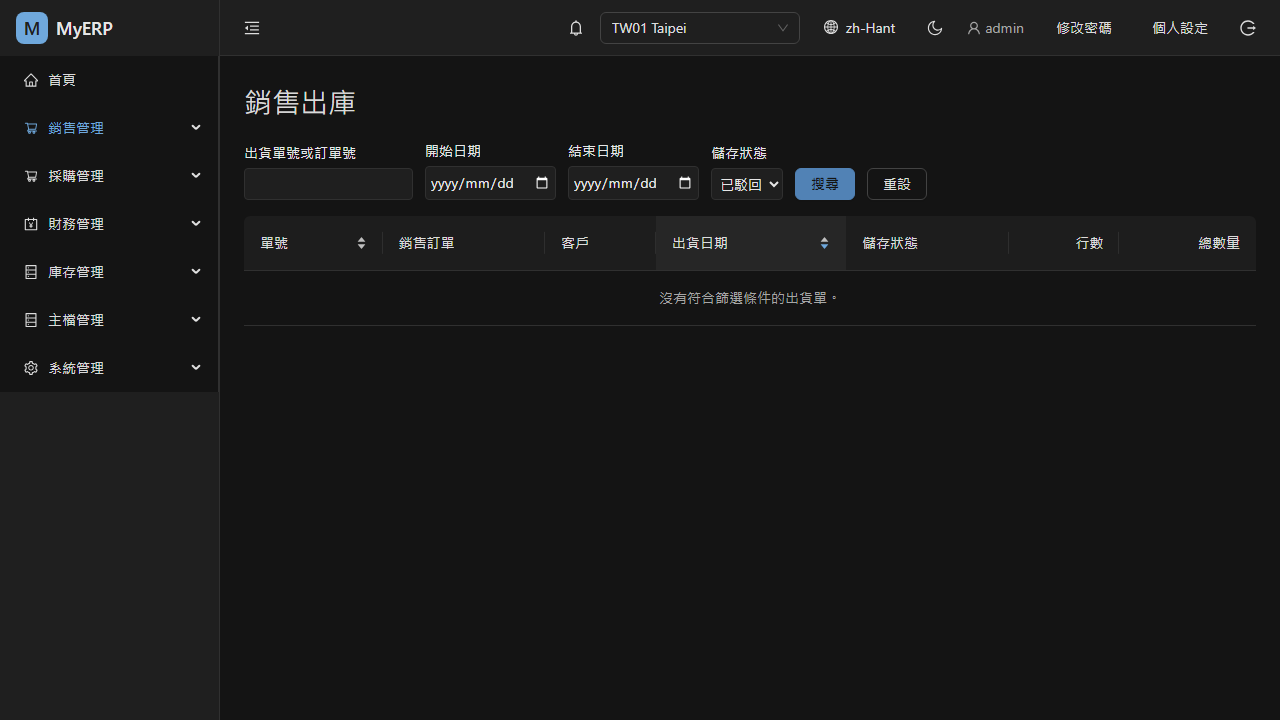 M MyERP
TW01 Taipei
zh-Hant
admin
修改密碼
個人設定
首頁
銷售管理
採購管理
財務管理
庫存管理
主檔管理
系統管理
銷售出庫
出貨單號或訂單號
開始日期
yyyy/mm/dd
結束日期
yyyy/mm/dd
儲存狀態
已駁回
搜尋
重設
單號 銷售訂單 客戶 出貨日期 儲存狀態 行數 總數量
沒有符合篩選條件的出貨單。